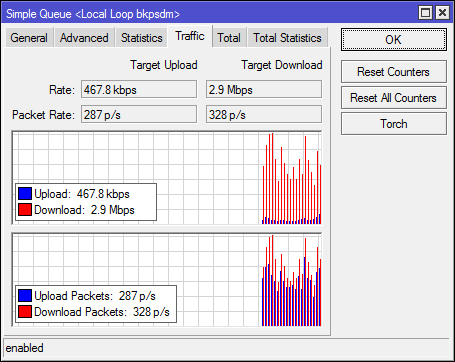 Simple Queue <Local Loop bkpsdm>
General Advanced Statistics Traffic Total Total Statistics
OK
Reset Counters
Reset All Counters
Torch
Target Upload Target Download
Rate: 467.8 kbps 2.9 Mbps
Packet Rate: 287 p/s 328 p/s
Upload: 467.8 kbps
Download: 2.9 Mbps
Upload Packets: 287 p/s
Download Packets: 328 p/s
enabled